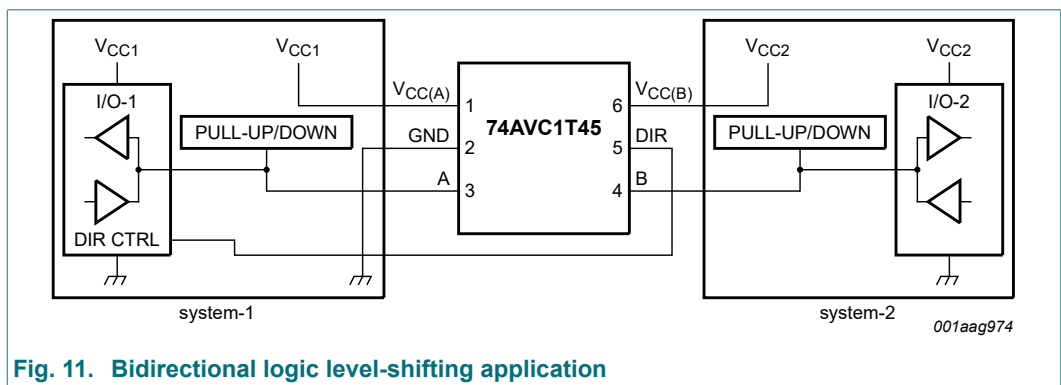 VCC1 VCC1 VCC2 VCC2
I/O-1 VCC(A) 74AVC1T45 VCC(B) I/O-2
1 6
PULL-UP/DOWN GND DIR PULL-UP/DOWN
2 5
A B
3 4
DIR CTRL
system-1 system-2
001aag974
Fig. 11. Bidirectional logic level-shifting application